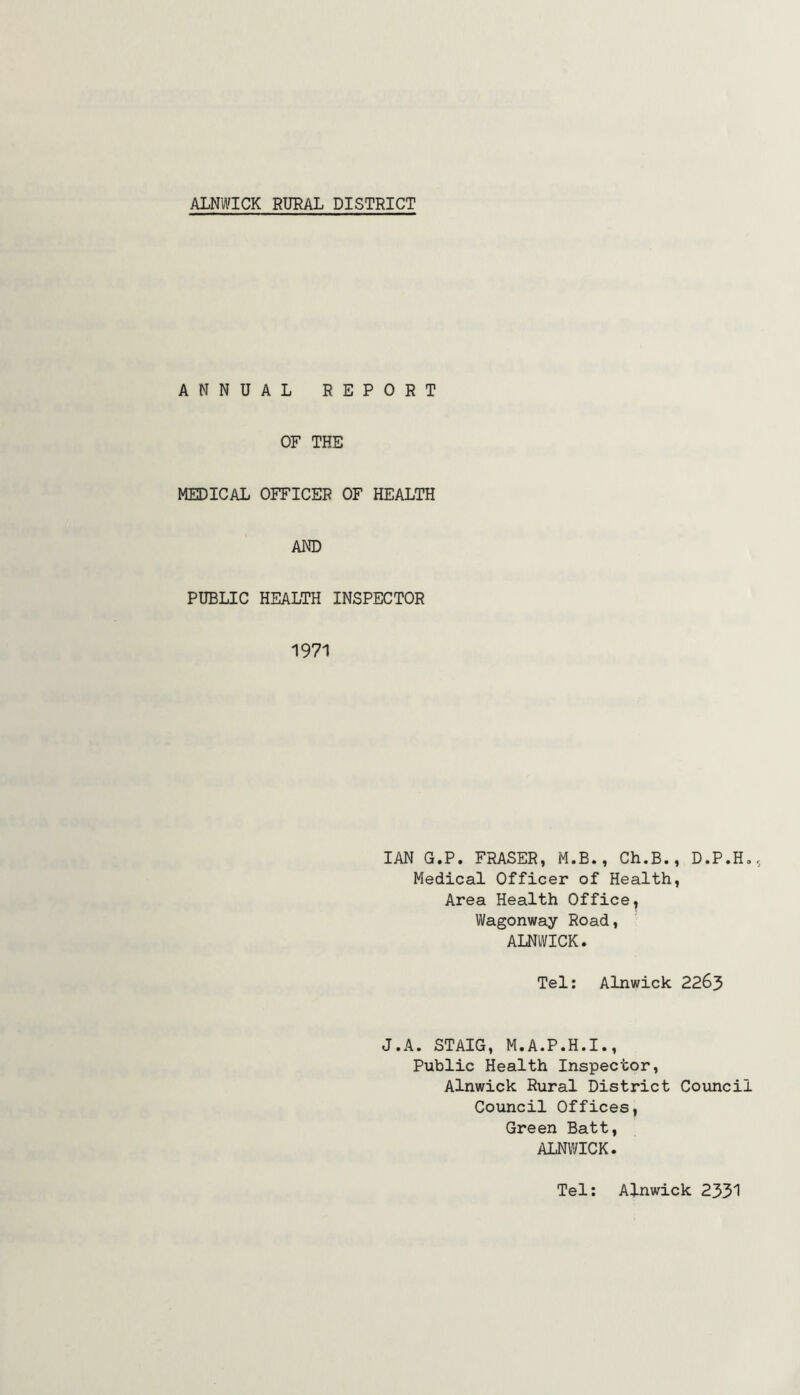 ALNWICK RURAL DISTRICT
ANNUAL REPORT
OF THE
MEDICAL OFFICER OF HEALTH
AND
PUBLIC HEALTH INSPECTOR
1971
IAN G.P. FRASER, M.B., Ch.B., D.P.H.,
Medical Officer of Health,
Area Health Office,
Wagonway Road,
ALNWICK.
Tel: Alnwick 2263
J.A. STAIG, M.A.P.H.I.,
Public Health Inspector,
Alnwick Rural District Council
Council Offices,
Green Batt,
ALNWICK.
Tel: Alnwick 2331